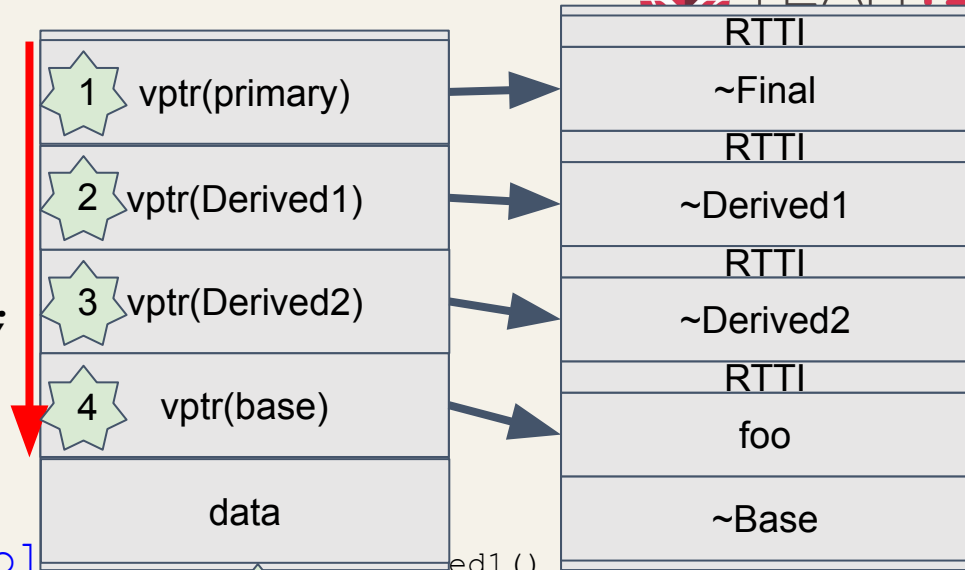 RTTI
1 vptr(primary)
~Final
RTTI
2 vptr(Derived1)
~Derived1
RTTI
3 vptr(Derived2)
~Derived2
;
RTTI
4 vptr(base)
foo
data
~Base
ed1()